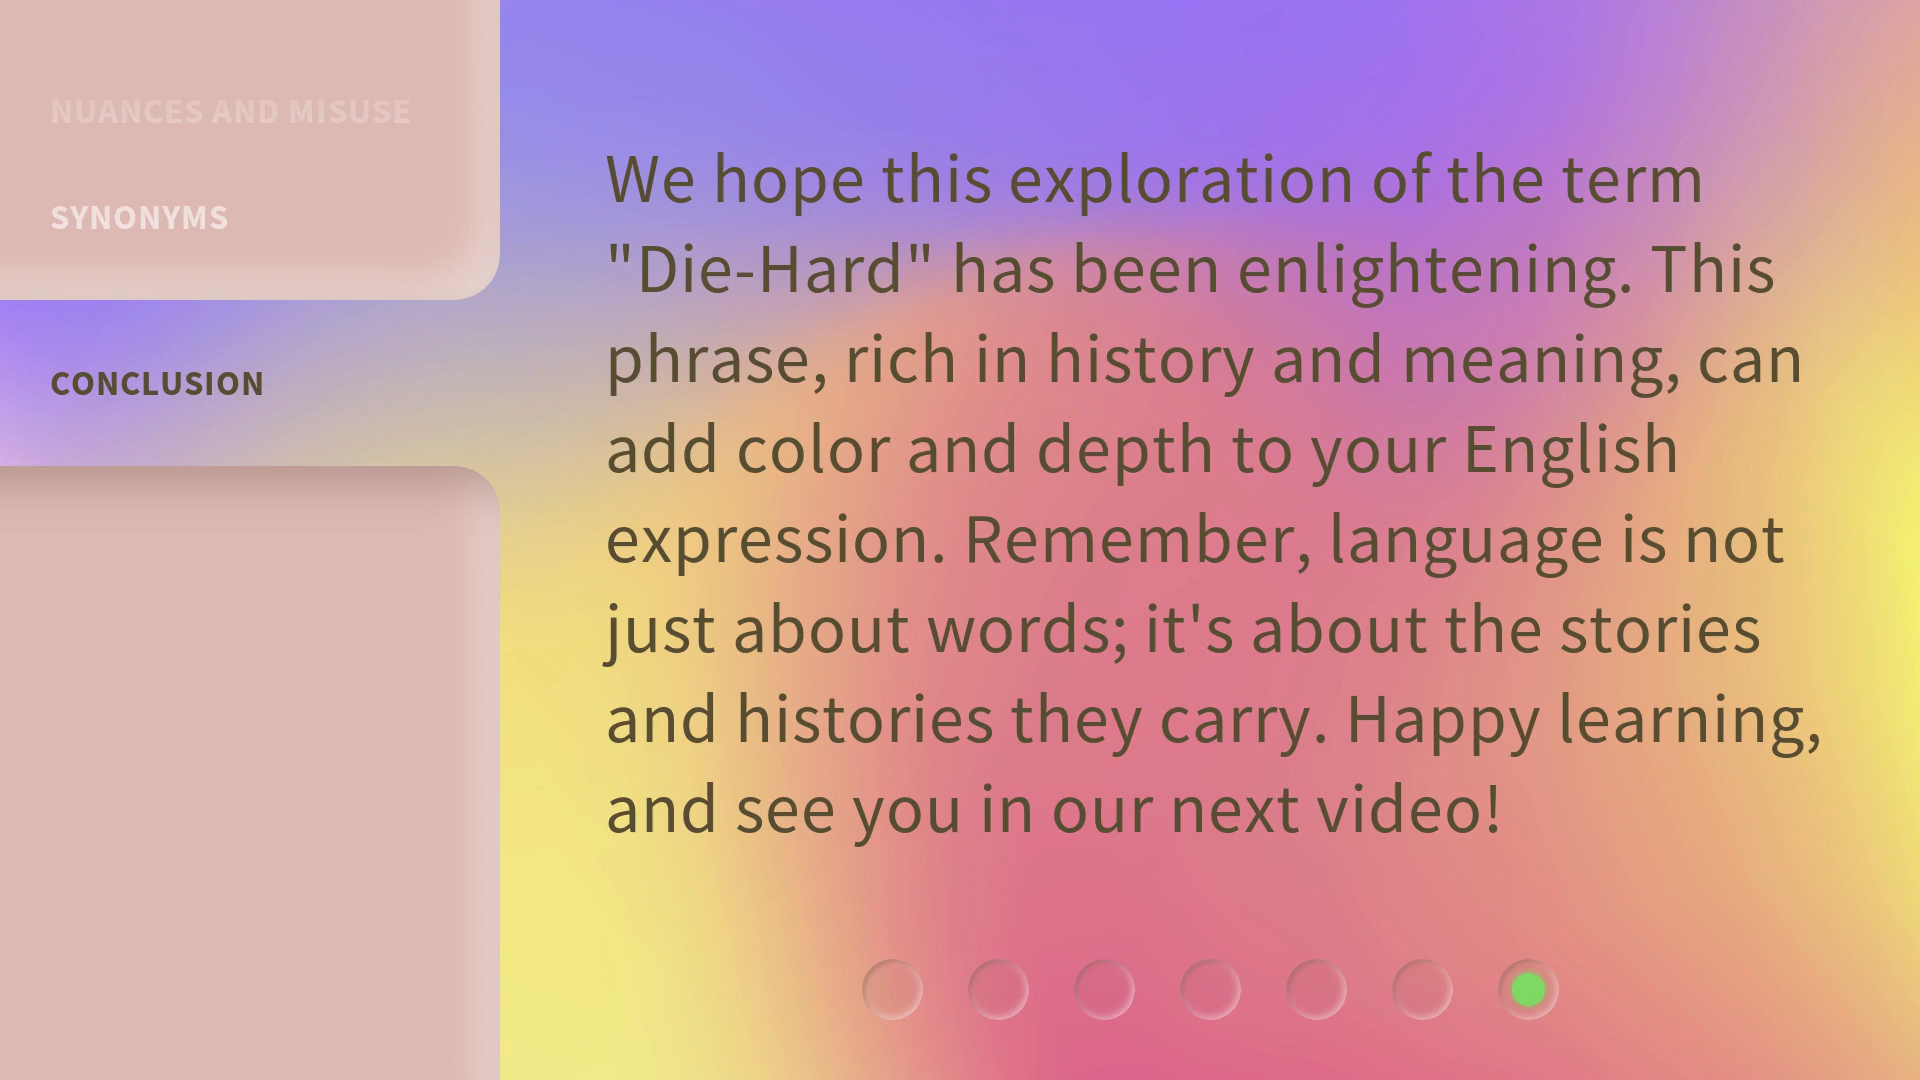 NUANCES AND MISUSE
SYNONYMS
CONCLUSION
We hope this exploration of the term
"Die-Hard" has been enlightening. This
phrase, rich in history and meaning, can
add color and depth to your English
expression. Remember, language is not
just about words; it's about the stories
and histories they carry. Happy learning,
and see you in our next video!